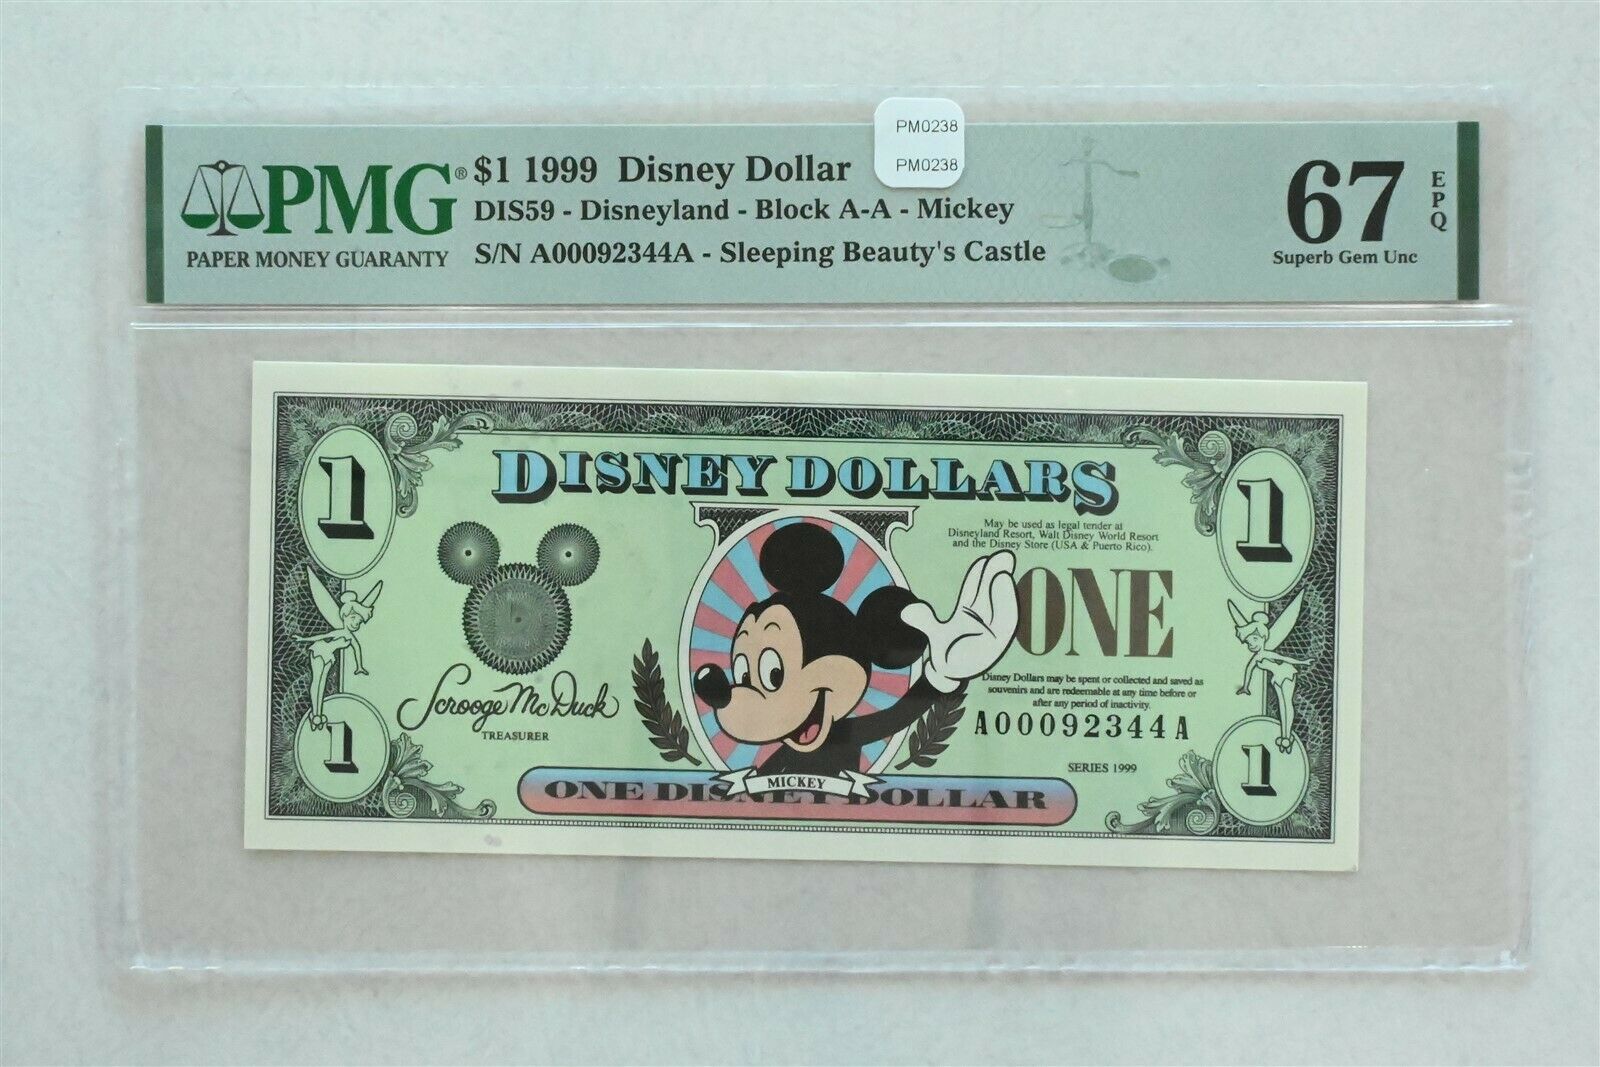 PM0238
PM0238
PMG®
PAPER MONEY GUARANTY
$1 1999 Disney Dollar
DIS59 - Disneyland - Block A-A - Mickey
S/N A00092344A - Sleeping Beauty's Castle
67
EPQ
Superb Gem Unc
1
DISNEY DOLLARS
1
May be used as legal tender at
Disneyland Resort, Walt Disney World Resort
and the Disney Store (USA & Puerto Rico).
ONE
Disney Dollars may be spent or collected and saved as
souvenirs and are redeemable at any time before or
after any period of inactivity.
A00092344A
Scrooge McDuck
TREASURER
SERIES 1999
1
MICKEY
ONE DISNEY DOLLAR
1